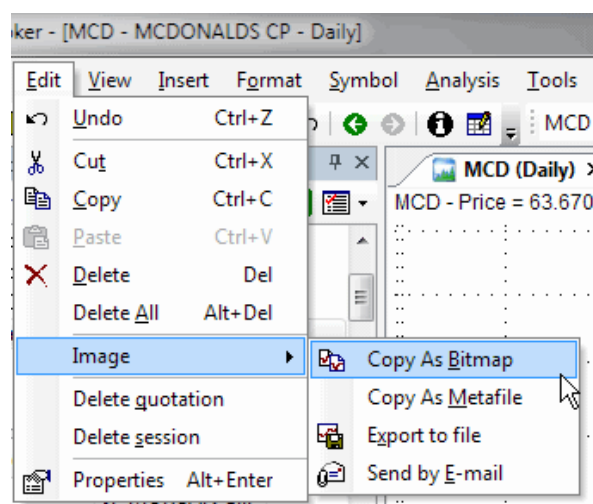 ker - [MCD - MCDONALDS CP - Daily]
Edit View Insert Format Symbol Analysis Tools
Undo Ctrl+Z
MCD
Cut Ctrl+X
MCD (Daily)
Copy Ctrl+C
MCD - Price = 63.670
Paste Ctrl+V
Delete Del
Delete All Alt+Del
Image
Copy As Bitmap
Delete quotation
Copy As Metafile
Delete session
Export to file
Properties Alt+Enter
Send by E-mail